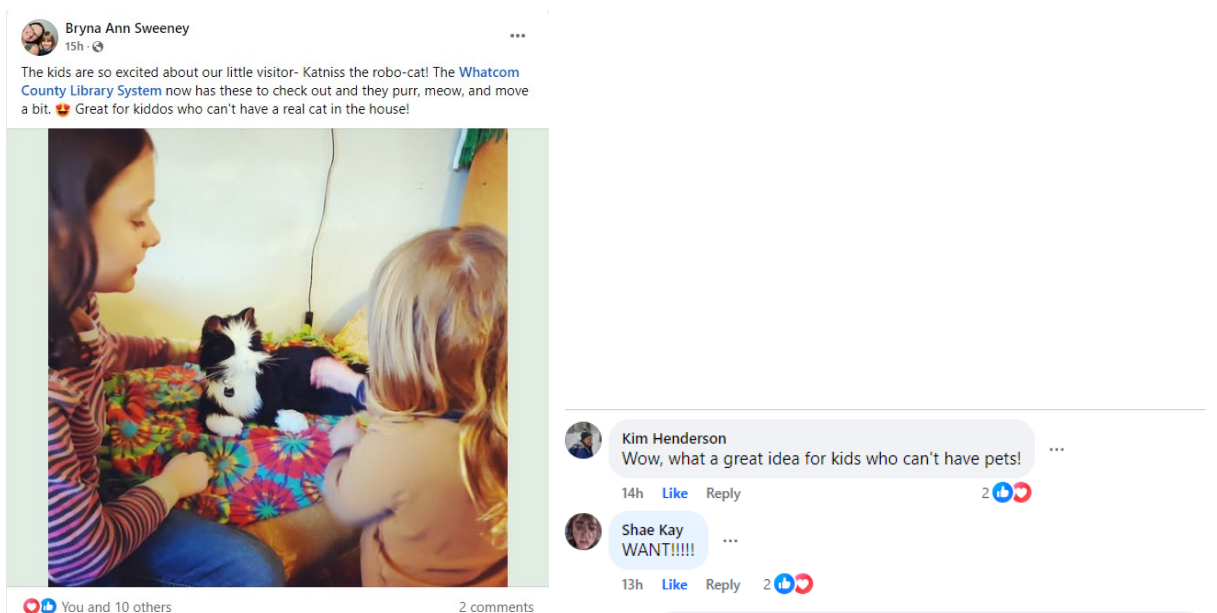 Bryna Ann Sweeney
15h ·
The kids are so excited about our little visitor- Katniss the robo-cat! The Whatcom
County Library System now has these to check out and they purr, meow, and move
a bit. 😍 Great for kiddos who can't have a real cat in the house!
You and 10 others
2 comments
Kim Henderson
Wow, what a great idea for kids who can't have pets!
14h Like Reply 2
Shae Kay
WANT!!!!!
13h Like Reply 2